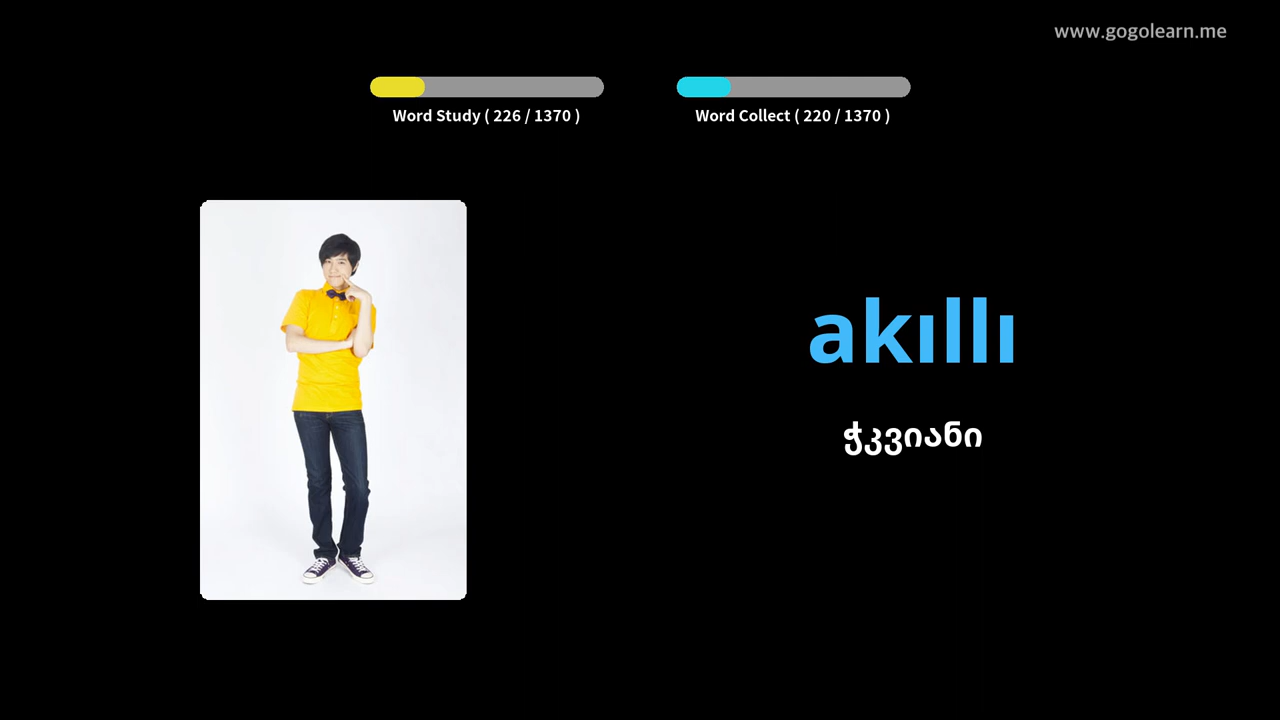 www.gogolearn.me
Word Study ( 226 / 1370 )
Word Collect ( 220 / 1370 )
akıllı
ჭკვიანი